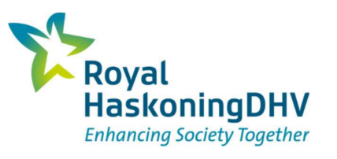 Royal
HaskoningDHV
Enhancing Society Together